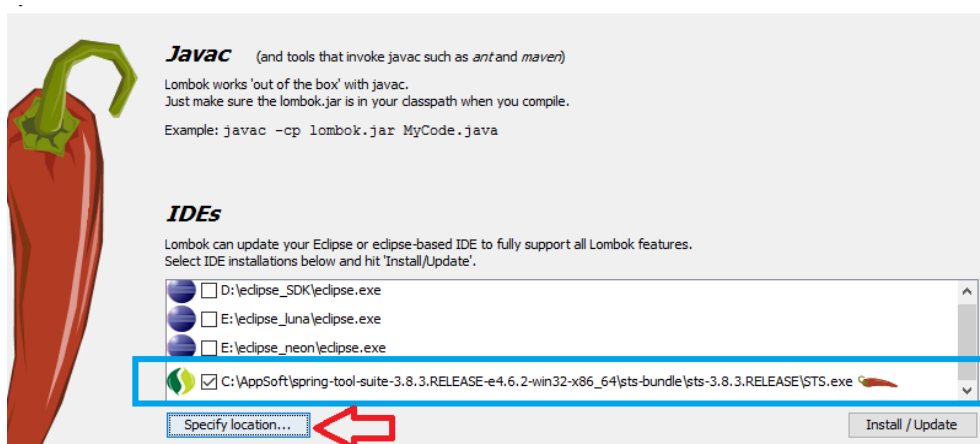 Javac (and tools that invoke javac such as ant and maven)
Lombok works 'out of the box' with javac.
Just make sure the lombok.jar is in your classpath when you compile.
Example: javac -cp lombok.jar MyCode.java
IDEs
Lombok can update your Eclipse or eclipse-based IDE to fully support all Lombok features.
Select IDE installations below and hit 'Install/Update'.
D:\eclipse_SDK\eclipse.exe
E:\eclipse_luna\eclipse.exe
E:\eclipse_neon\eclipse.exe
C:\AppSoft\spring-tool-suite-3.8.3.RELEASE-e4.6.2-win32-x86_64\sts-bundle\sts-3.8.3.RELEASE\STS.exe
Specify location... Install / Update